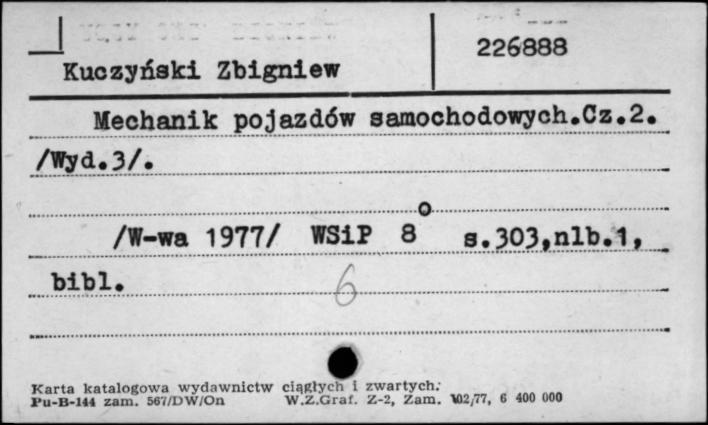 226888
Kuczyński Zbigniew
Mechanik pojazdów samochodowych.Cz.2.
/Wyd.3/.
/W-wa 1977/ WSiP 8° s.303,nlb.1,
bibl.
6
Karta katalogowa wydawnictw ciągłych i zwartych.
Pu-B-144 zam. 567/DW/On W.Z.Graf. Z-2, Zam. 102/77, 6 400 000